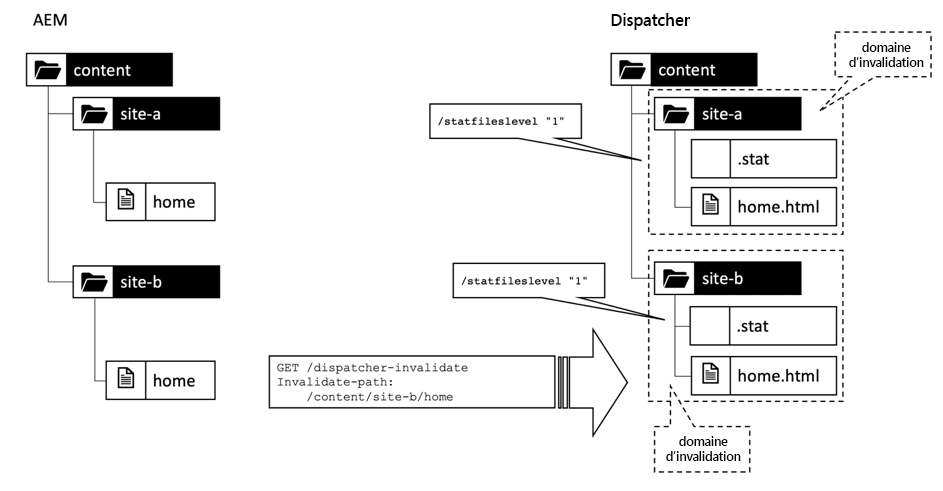 AEM
content
site-a
home
site-b
home
GET /dispatcher-invalidate
Invalidate-path:
/content/site-b/home
Dispatcher
content
domaine
d'invalidation
/statfileslevel "1"
site-a
.stat
home.html
/statfileslevel "1"
site-b
.stat
home.html
domaine
d'invalidation